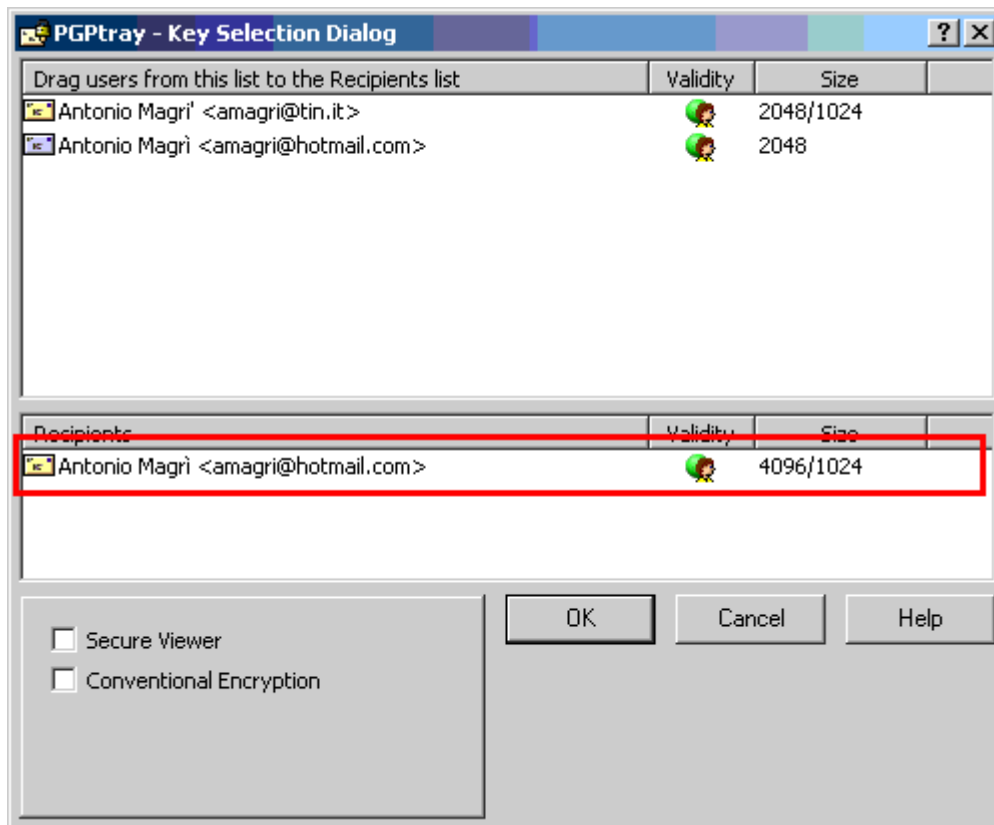 PGPtray - Key Selection Dialog
Drag users from this list to the Recipients list Validity Size
Antonio Magri' <amagri@tin.it> 2048/1024
Antonio Magrì <amagri@hotmail.com> 2048
Recipients Validity Size
Antonio Magrì <amagri@hotmail.com> 4096/1024
Secure Viewer
Conventional Encryption
OK Cancel Help